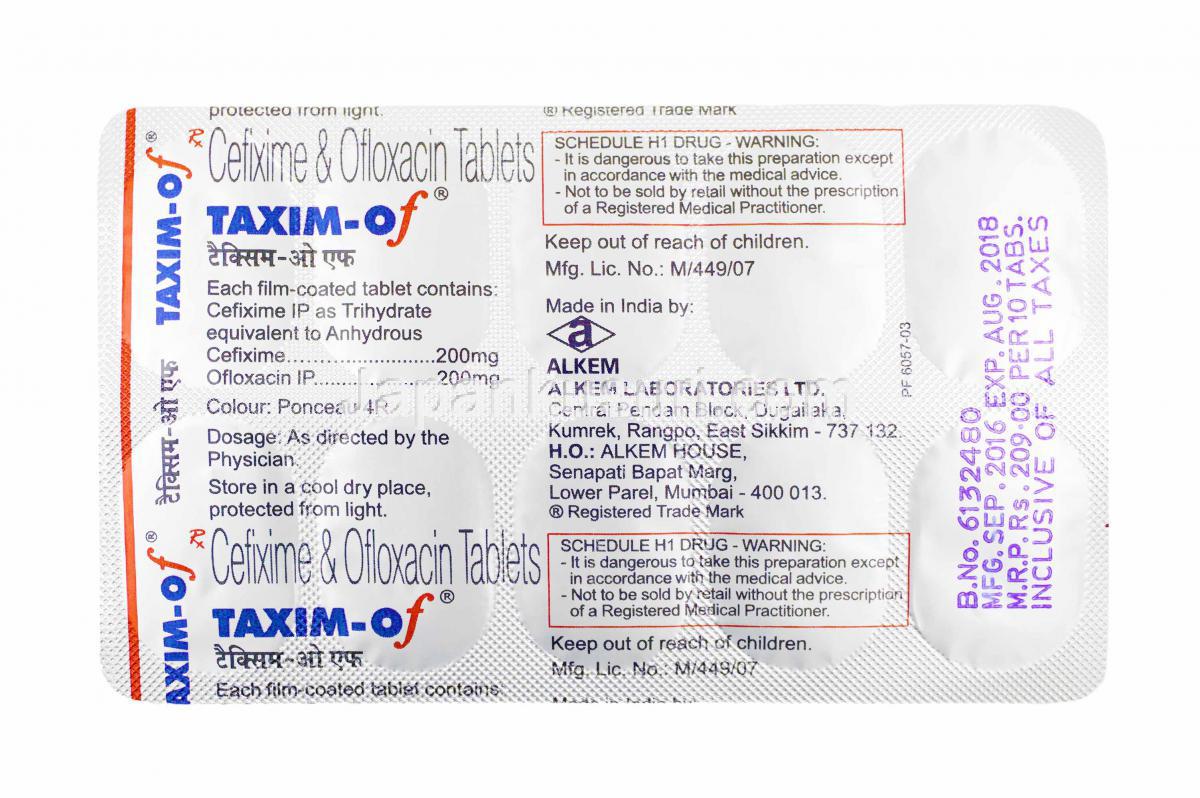 protected from light.
® Registered Trade Mark
Rx Cefixime & Ofloxacin Tablets
TAXIM-Of®
टैक्सिम-ओ एफ
Each film-coated tablet contains:
Cefixime IP as Trihydrate
equivalent to Anhydrous
Cefixime.......................200mg
Ofloxacin IP...................200mg
Colour: Ponceau 4R
Dosage: As directed by the
Physician.
Store in a cool dry place,
protected from light.
SCHEDULE H1 DRUG - WARNING:
- It is dangerous to take this preparation except
in accordance with the medical advice.
- Not to be sold by retail without the prescription
of a Registered Medical Practitioner.
Keep out of reach of children.
Mfg. Lic. No.: M/449/07
Made in India by:
a
ALKEM
ALKEM LABORATORIES LTD.
Central Pendam Block, Dugailaka,
Kumrek, Rangpo, East Sikkim - 737 132.
H.O.: ALKEM HOUSE,
Senapati Bapat Marg,
Lower Parel, Mumbai - 400 013.
® Registered Trade Mark
Rx Cefixime & Ofloxacin Tablets
TAXIM-Of®
टैक्सिम-ओ एफ
Each film-coated tablet contains:
SCHEDULE H1 DRUG - WARNING:
- It is dangerous to take this preparation except
in accordance with the medical advice.
- Not to be sold by retail without the prescription
of a Registered Medical Practitioner.
Keep out of reach of children.
Mfg. Lic. No.: M/449/07
Made in India by:
TAXIM-Of®
टैक्सिम-ओ एफ
AXIM-Of®
PF 6057-03
B.No. 6132480
MFG. SEP. 2016 EXP. AUG. 2018
M.R.P. Rs. 209.00 PER 10 TABS.
INCLUSIVE OF ALL TAXES